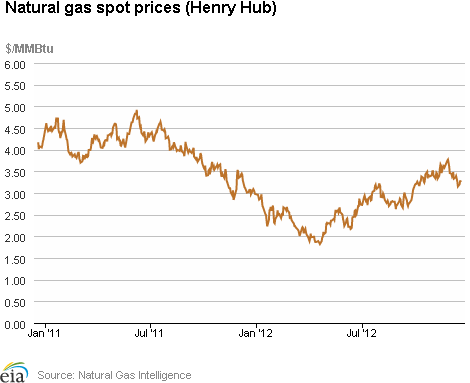 Natural gas spot prices (Henry Hub)
$/MMBtu
6.00
5.50
5.00
4.50
4.00
3.50
3.00
2.50
2.00
1.50
1.00
0.50
0.00
Jan '11
Jul '11
Jan '12
Jul '12
eia
Source: Natural Gas Intelligence